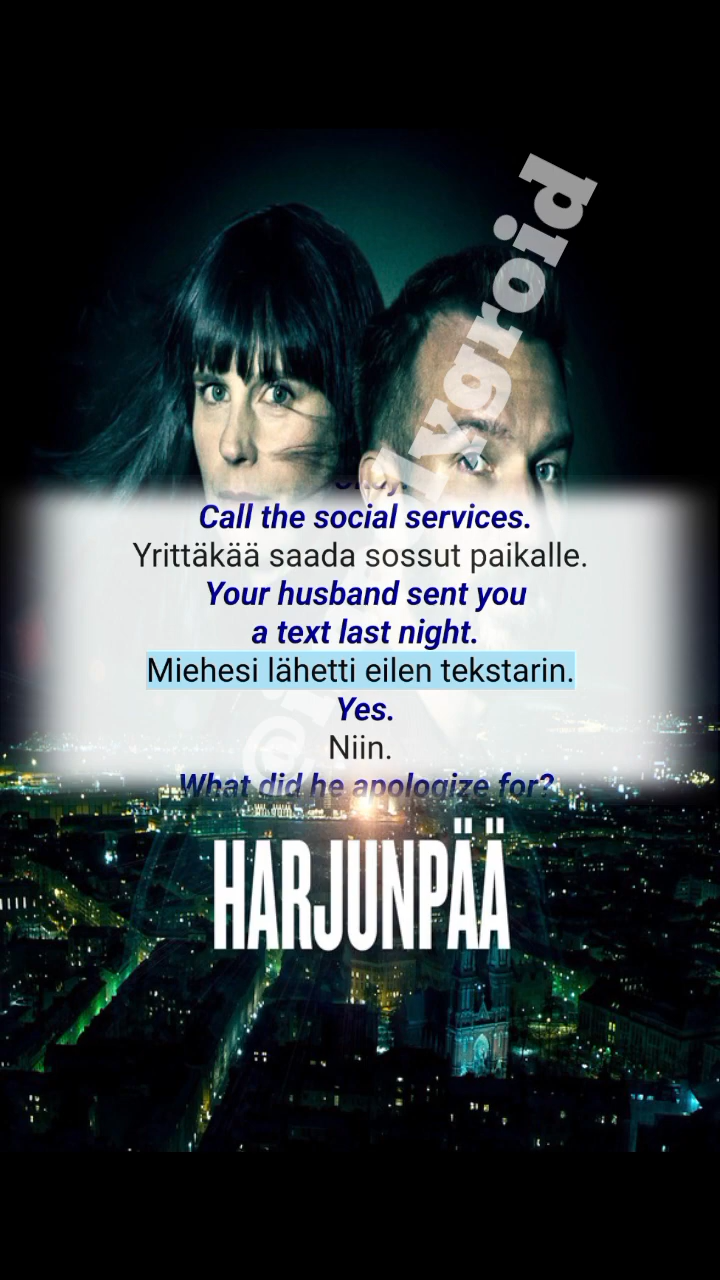 Call the social services.
Yrittäkää saada sossut paikalle.
Your husband sent you
a text last night.
Miehesi lähetti eilen tekstarin.
Yes.
Niin.
What did he apologize for?
HARJUNPÄÄ